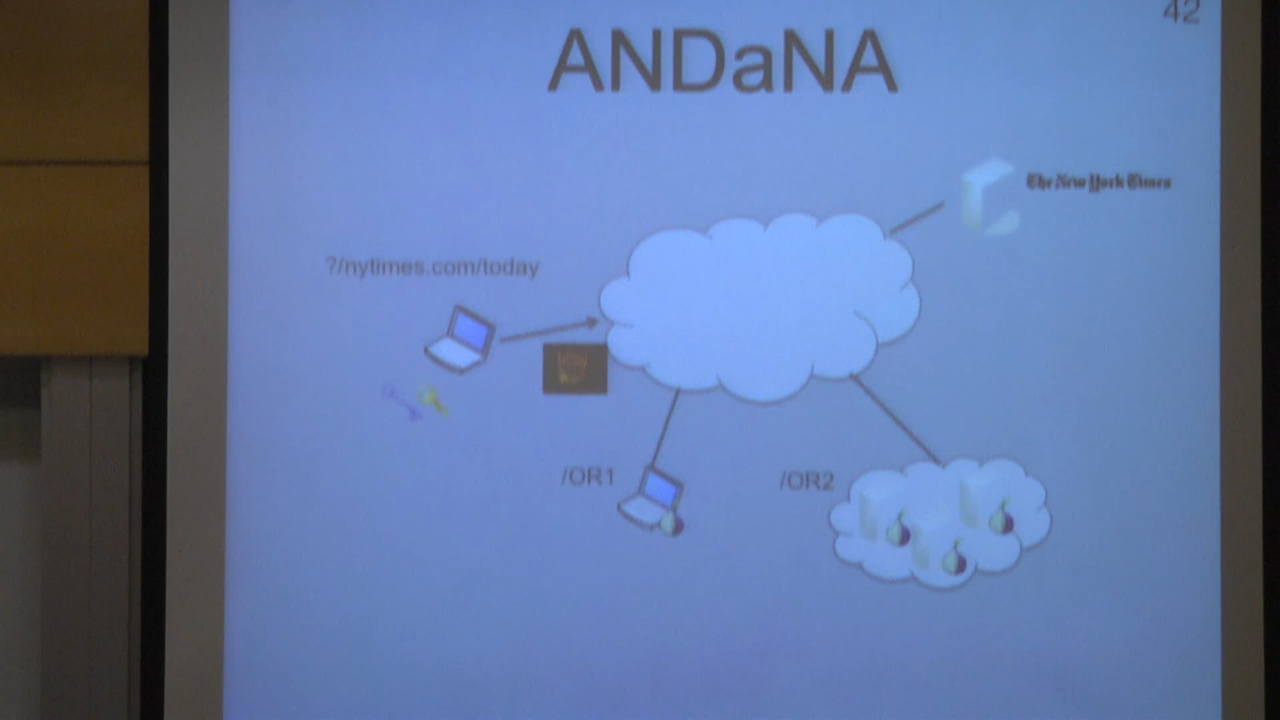 42
ANDaNA
The New York Times
?/nytimes.com/today
/OR1
/OR2